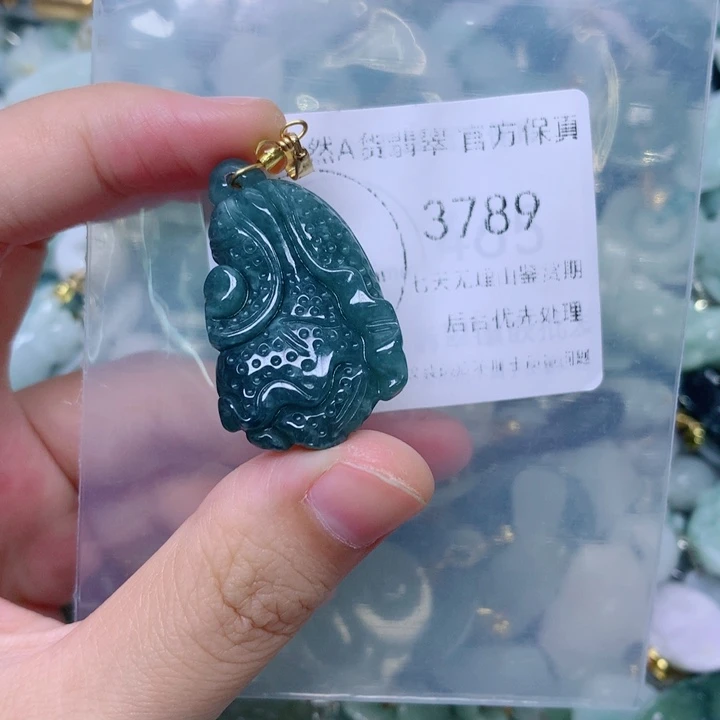 然A货翡翠 官方保真
3789
七天无理由鉴赏期
后台优先处理